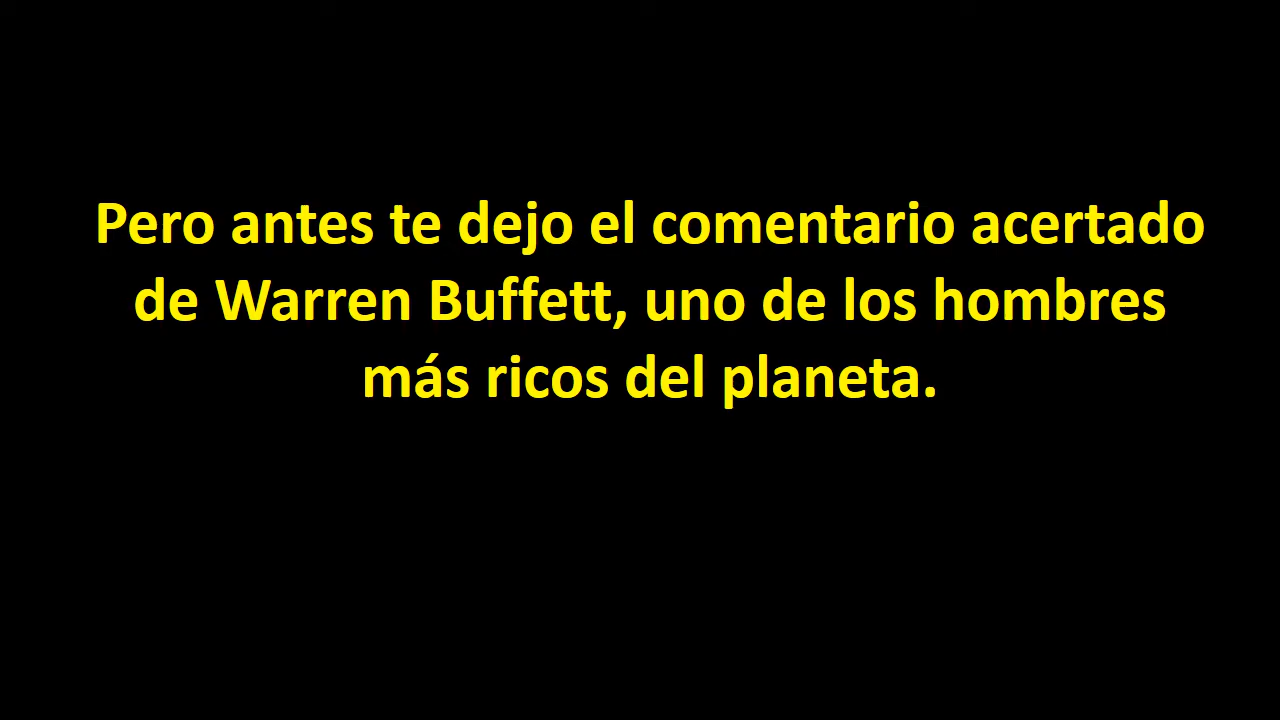 Pero antes te dejo el comentario acertado
de Warren Buffett, uno de los hombres
más ricos del planeta.